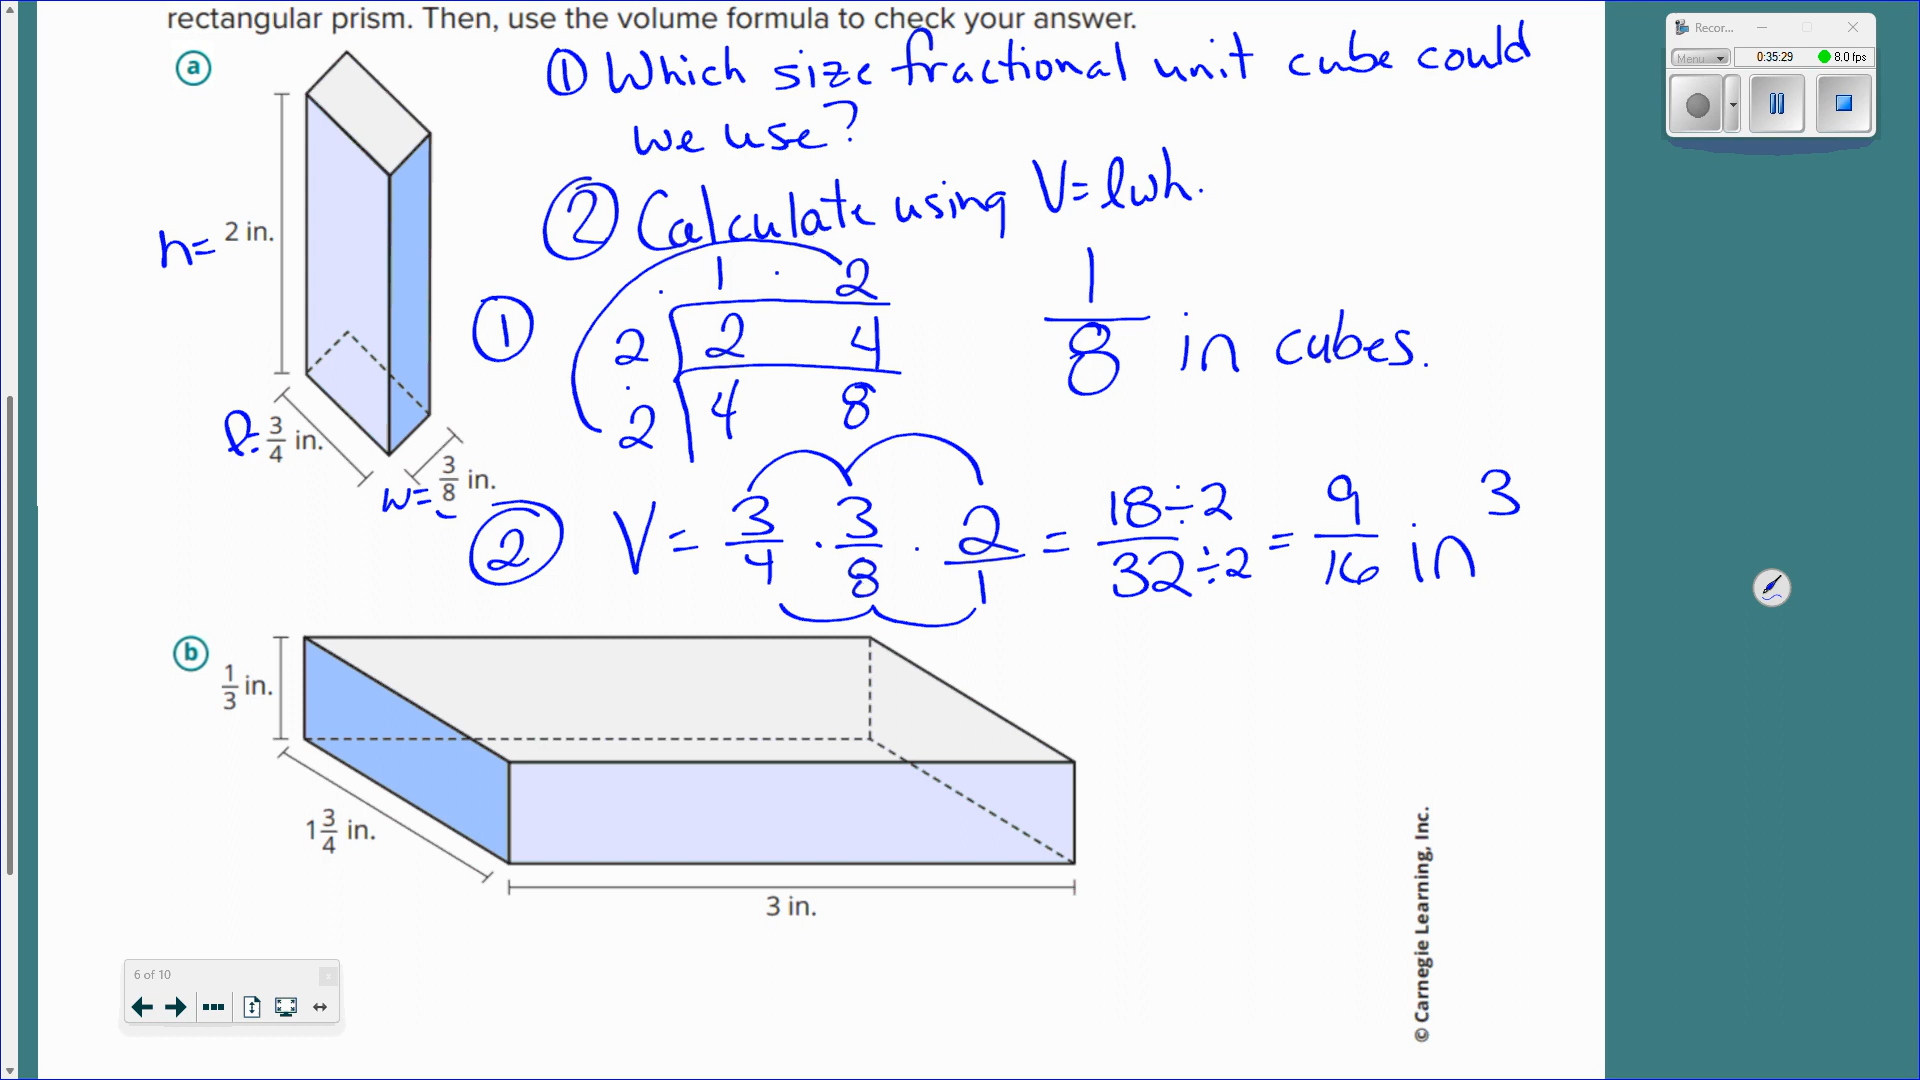 rectangular prism. Then, use the volume formula to check your answer.
a
① Which size fractional unit cube could
we use?
② Calculate using V = lwh.
h = 2 in.
l = 3/4 in.
w = 3/8 in.
①
1 · 2
2 2 4
· 2 4 8
1/8 in cubes.
② V = 3/4 · 3/8 · 2/1 = 18÷2/32÷2 = 9/16 in³
b
1/3 in.
1 3/4 in.
3 in.
© Carnegie Learning, Inc.
6 of 10
Recor...
Menu
0:35:29
8.0 fps